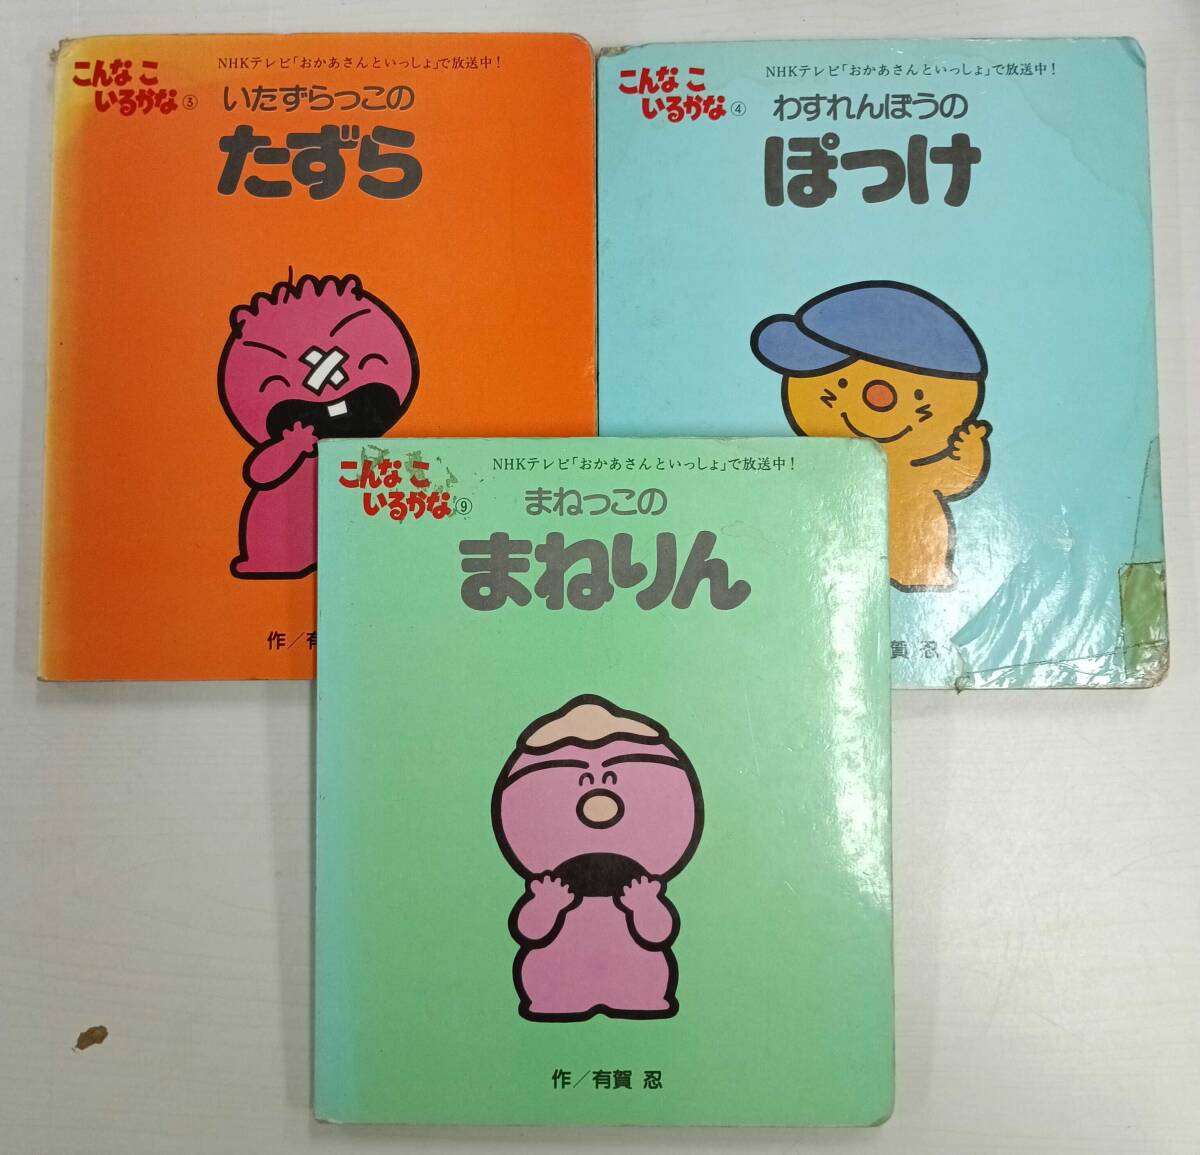 こんなこ
いるかな③
NHKテレビ「おかあさんといっしょ」で放送中!
いたずらっこの
たずら
作/有
こんなこ
いるかな④
NHKテレビ「おかあさんといっしょ」で放送中!
わすれんぼうの
ぽっけ
賀 忍
こんなこ
いるかな⑨
NHKテレビ「おかあさんといっしょ」で放送中!
まねっこの
まねりん
作/有賀 忍